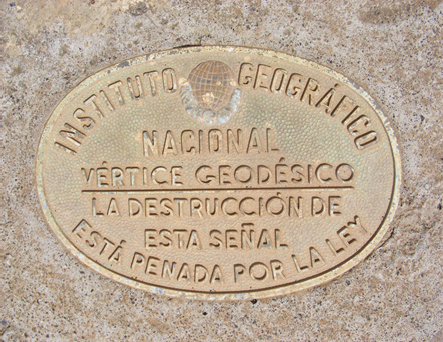 INSTITUTO GEOGRÁFICO
NACIONAL
VÉRTICE GEODÉSICO
LA DESTRUCCIÓN DE
ESTA SEÑAL
ESTÁ PENADA POR LA LEY